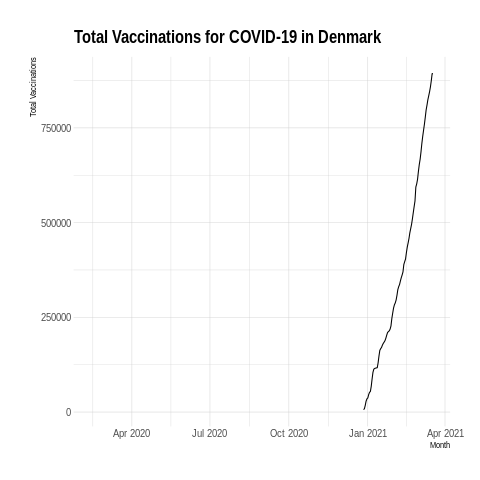 Total Vaccinations for COVID-19 in Denmark
Total Vaccinations
750000
500000
250000
0
Apr 2020 Jul 2020 Oct 2020 Jan 2021 Apr 2021
Month